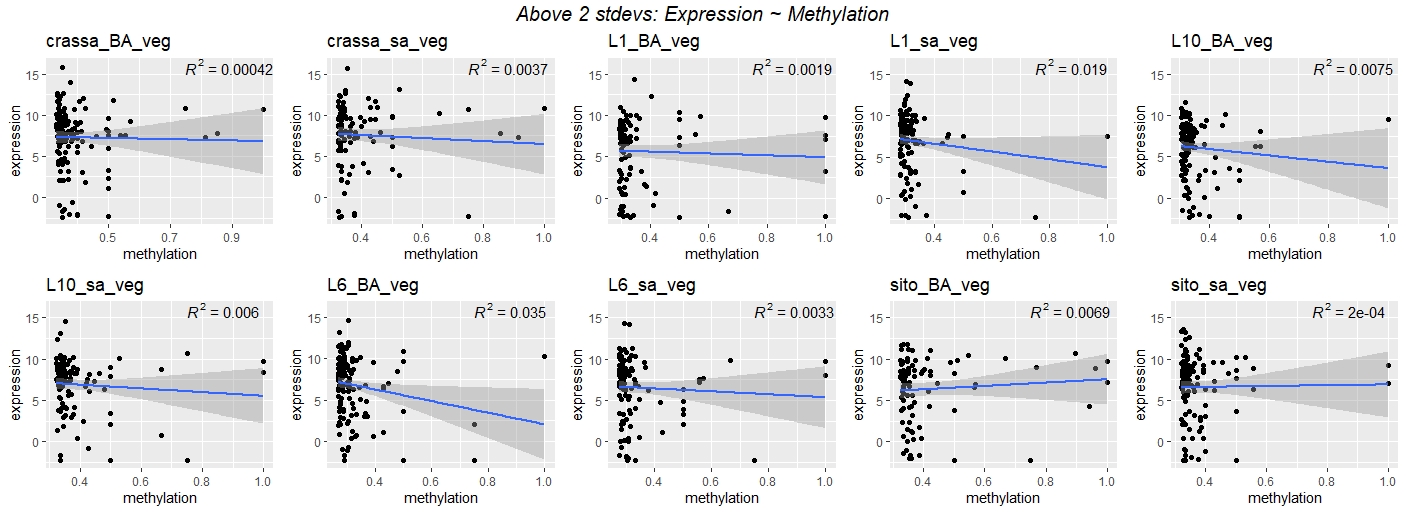 Above 2 stdevs: Expression ~ Methylation
crassa_BA_veg
R² = 0.00042
expression
15
10
5
0
0.5 0.7 0.9
methylation
crassa_sa_veg
R² = 0.0037
expression
15
10
5
0
0.4 0.6 0.8 1.0
methylation
L1_BA_veg
R² = 0.0019
expression
15
10
5
0
0.4 0.6 0.8 1.0
methylation
L1_sa_veg
R² = 0.019
expression
15
10
5
0
0.4 0.6 0.8 1.0
methylation
L10_BA_veg
R² = 0.0075
expression
15
10
5
0
0.4 0.6 0.8 1.0
methylation
L10_sa_veg
R² = 0.006
expression
15
10
5
0
0.4 0.6 0.8 1.0
methylation
L6_BA_veg
R² = 0.035
expression
15
10
5
0
0.4 0.6 0.8 1.0
methylation
L6_sa_veg
R² = 0.0033
expression
15
10
5
0
0.4 0.6 0.8 1.0
methylation
sito_BA_veg
R² = 0.0069
expression
15
10
5
0
0.4 0.6 0.8 1.0
methylation
sito_sa_veg
R² = 2e-04
expression
15
10
5
0
0.4 0.6 0.8 1.0
methylation